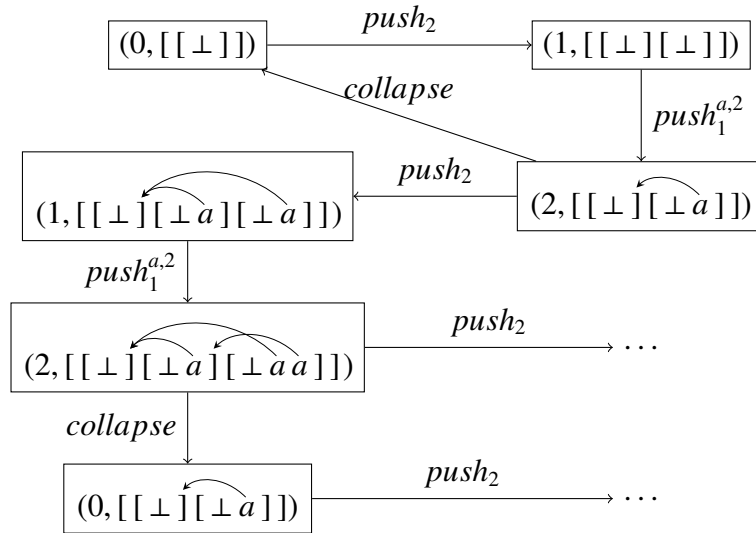 push₂
(0, [ [ ⊥ ] ]) (1, [ [ ⊥ ] [ ⊥ ] ])
collapse
push₁^{a,2}
push₂
(1, [ [ ⊥ ] [ ⊥ a ] [ ⊥ a ] ]) (2, [ [ ⊥ ] [ ⊥ a ] ])
push₁^{a,2}
push₂
(2, [ [ ⊥ ] [ ⊥ a ] [ ⊥ a a ] ]) ⋯
collapse
push₂
(0, [ [ ⊥ ] [ ⊥ a ] ]) ⋯